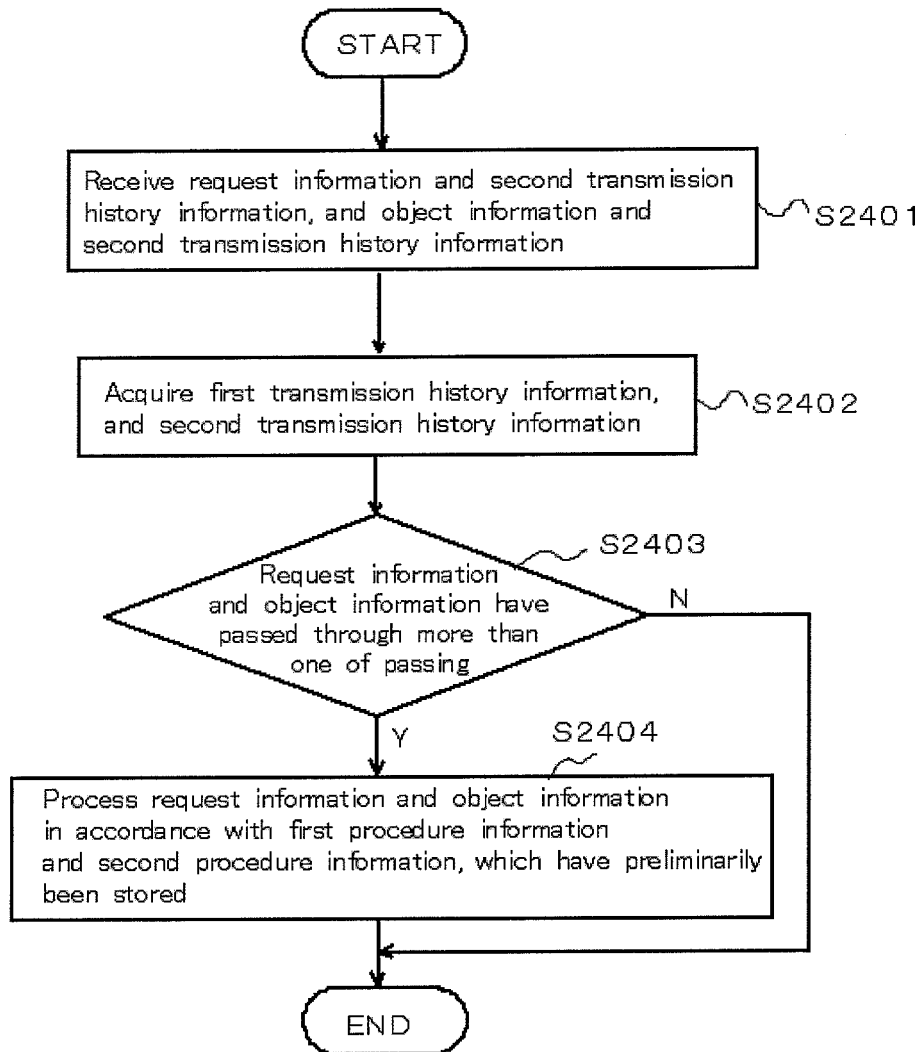 START
Receive request information and second transmission
history information, and object information and
second transmission history information
S2401
Acquire first transmission history information,
and second transmission history information
S2402
S2403
Request information
and object information have
passed through more than
one of passing
N
Y
S2404
Process request information and object information
in accordance with first procedure information
and second procedure information, which have preliminarily
been stored
END